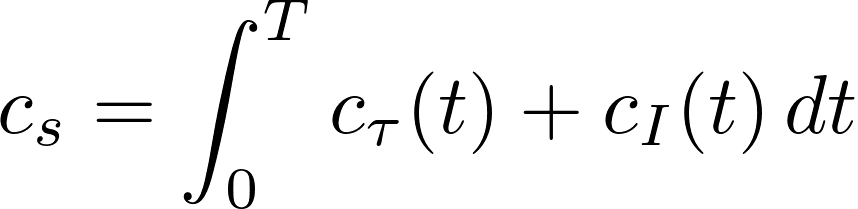 c_s = \int_0^T c_\tau(t) + c_I(t) \, dt